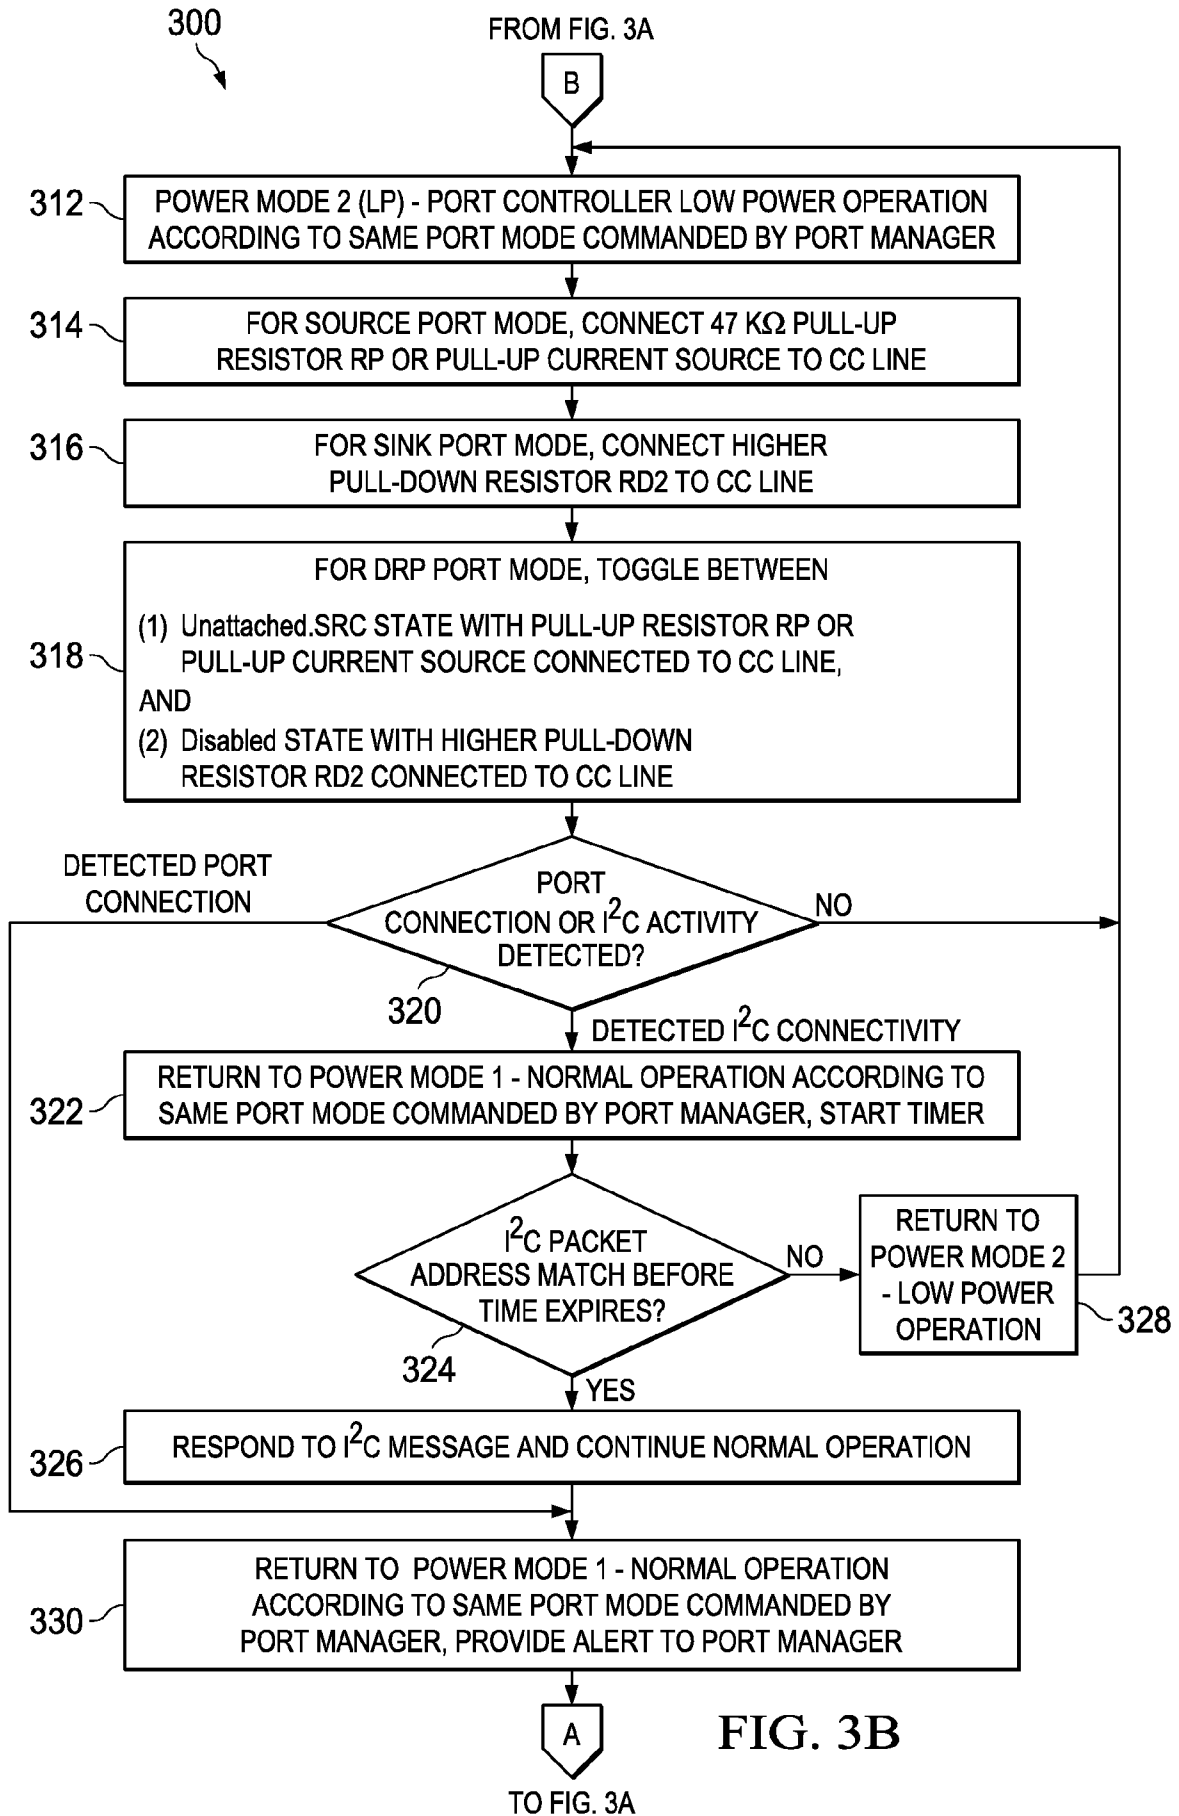 300
FROM FIG. 3A
B
312
POWER MODE 2 (LP) - PORT CONTROLLER LOW POWER OPERATION
ACCORDING TO SAME PORT MODE COMMANDED BY PORT MANAGER
314
FOR SOURCE PORT MODE, CONNECT 47 KΩ PULL-UP
RESISTOR RP OR PULL-UP CURRENT SOURCE TO CC LINE
316
FOR SINK PORT MODE, CONNECT HIGHER
PULL-DOWN RESISTOR RD2 TO CC LINE
318
FOR DRP PORT MODE, TOGGLE BETWEEN
(1) Unattached.SRC STATE WITH PULL-UP RESISTOR RP OR
PULL-UP CURRENT SOURCE CONNECTED TO CC LINE,
AND
(2) Disabled STATE WITH HIGHER PULL-DOWN
RESISTOR RD2 CONNECTED TO CC LINE
DETECTED PORT
CONNECTION
PORT
CONNECTION OR I²C ACTIVITY
DETECTED?
NO
320
DETECTED I²C CONNECTIVITY
322
RETURN TO POWER MODE 1 - NORMAL OPERATION ACCORDING TO
SAME PORT MODE COMMANDED BY PORT MANAGER, START TIMER
I²C PACKET
ADDRESS MATCH BEFORE
TIME EXPIRES?
NO
324
RETURN TO
POWER MODE 2
- LOW POWER
OPERATION
328
YES
326
RESPOND TO I²C MESSAGE AND CONTINUE NORMAL OPERATION
330
RETURN TO POWER MODE 1 - NORMAL OPERATION
ACCORDING TO SAME PORT MODE COMMANDED BY
PORT MANAGER, PROVIDE ALERT TO PORT MANAGER
A
TO FIG. 3A
FIG. 3B